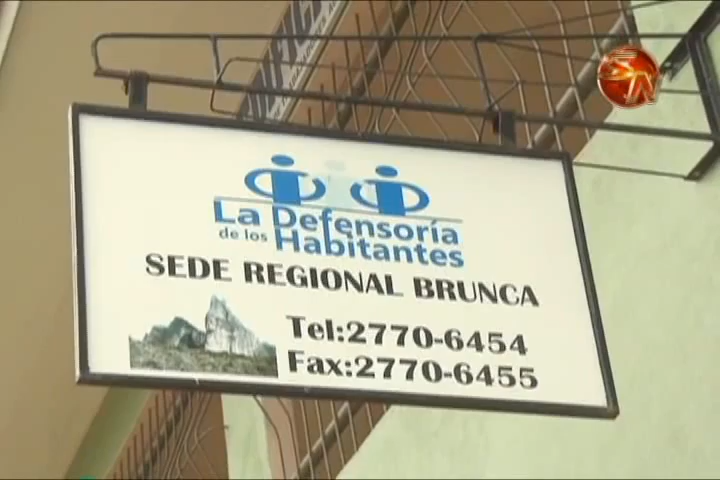 La Defensoría
de los Habitantes
SEDE REGIONAL BRUNCA
Tel:2770-6454
Fax:2770-6455